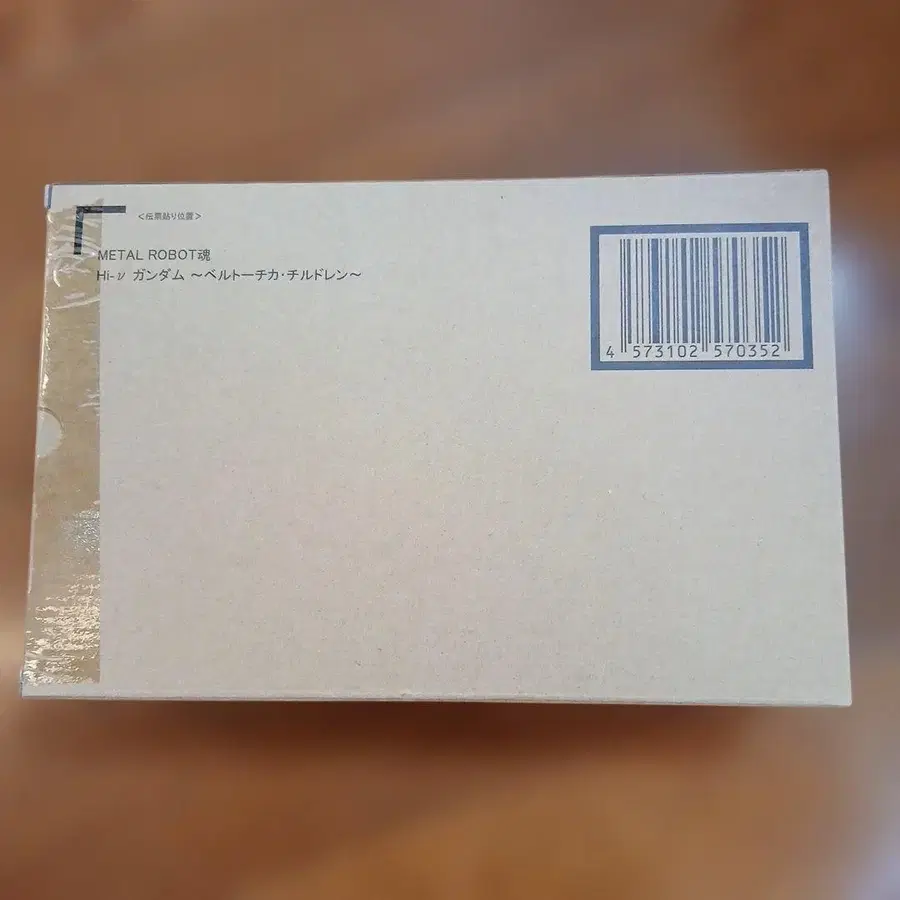 <伝票貼り位置>
METAL ROBOT魂
Hi-ν ガンダム ～ベルトーチカ・チルドレン～
4 573102 570352